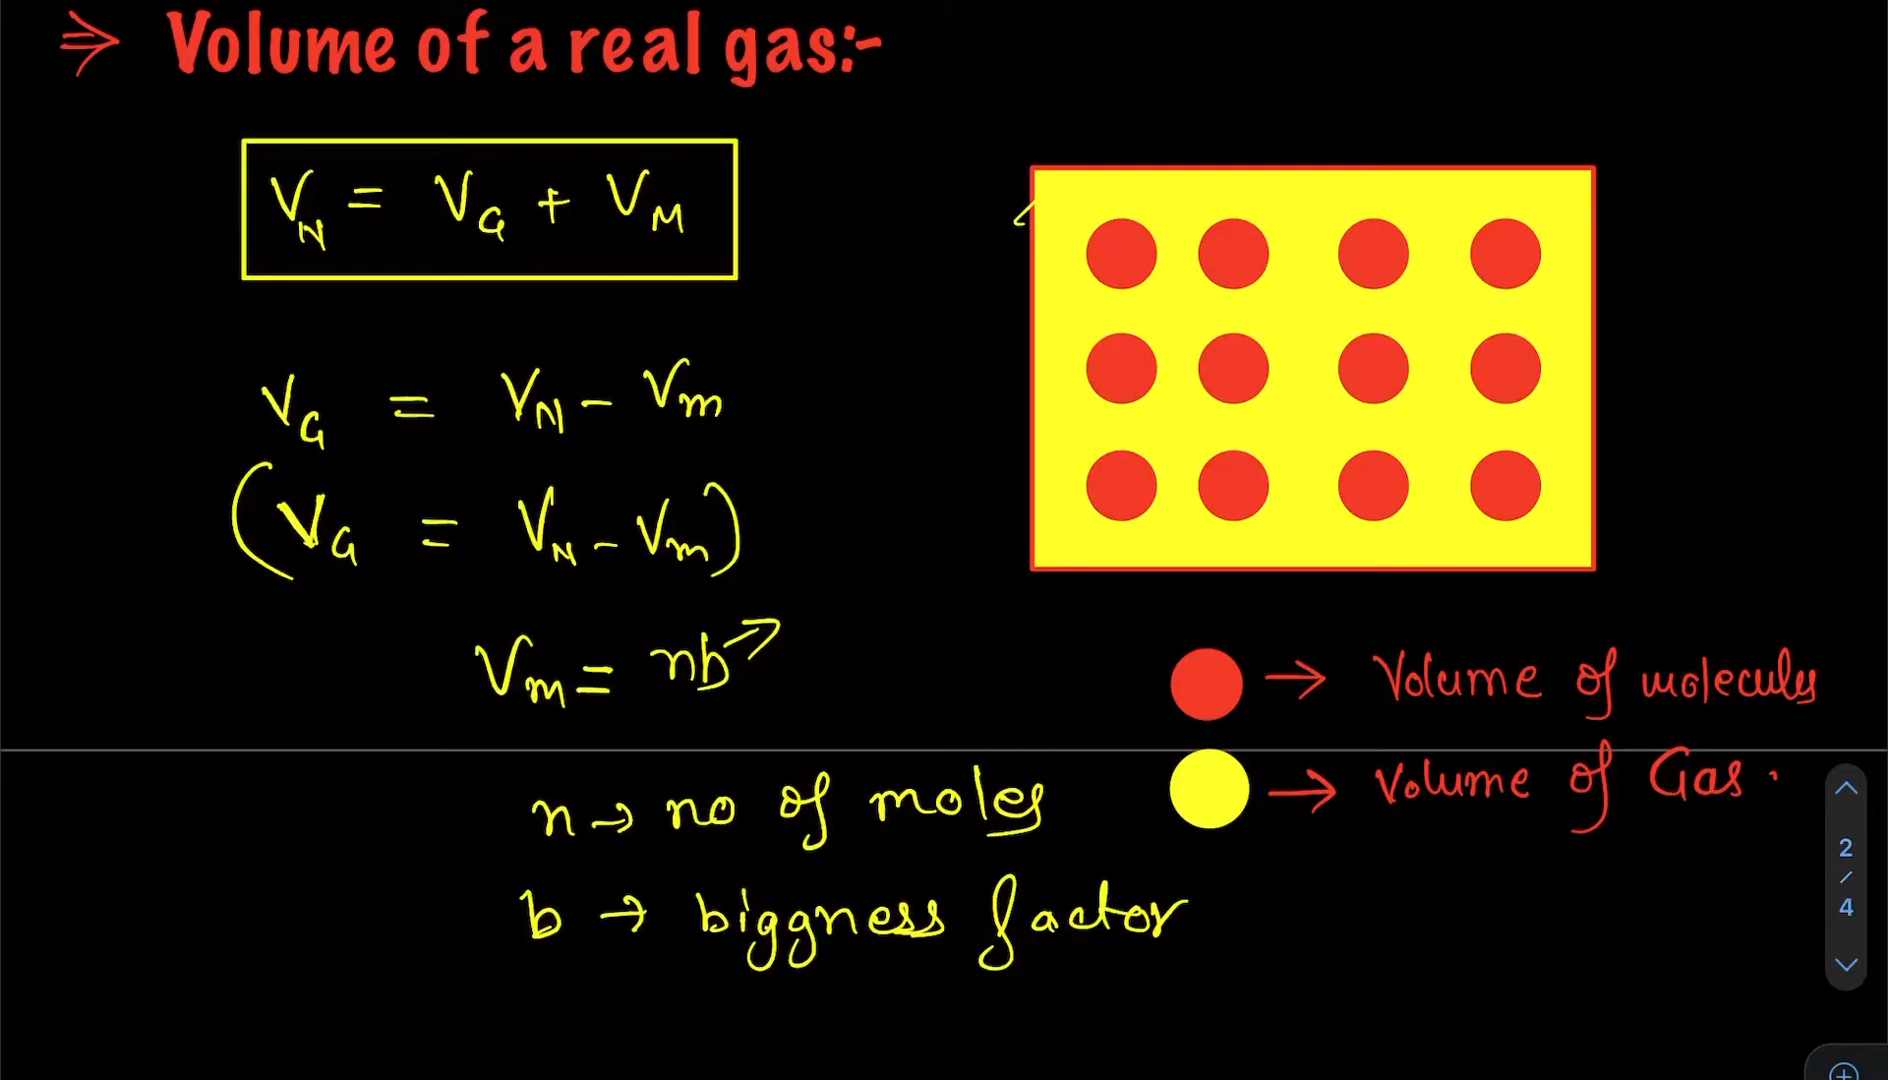 ⇒ Volume of a real gas:-
V_N = V_G + V_M
V_G = V_N - V_m
(V_G = V_N - V_m)
V_m = nb →
→ Volume of molecules
→ Volume of Gas.
n → no of moles
b → biggness factor
2
/
4